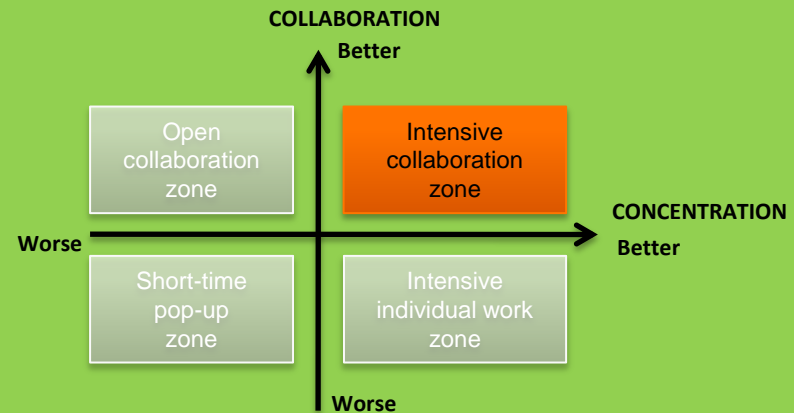 COLLABORATION
Better
Open
collaboration
zone
Intensive
collaboration
zone
CONCENTRATION
Worse
Better
Short-time
pop-up
zone
Intensive
individual work
zone
Worse